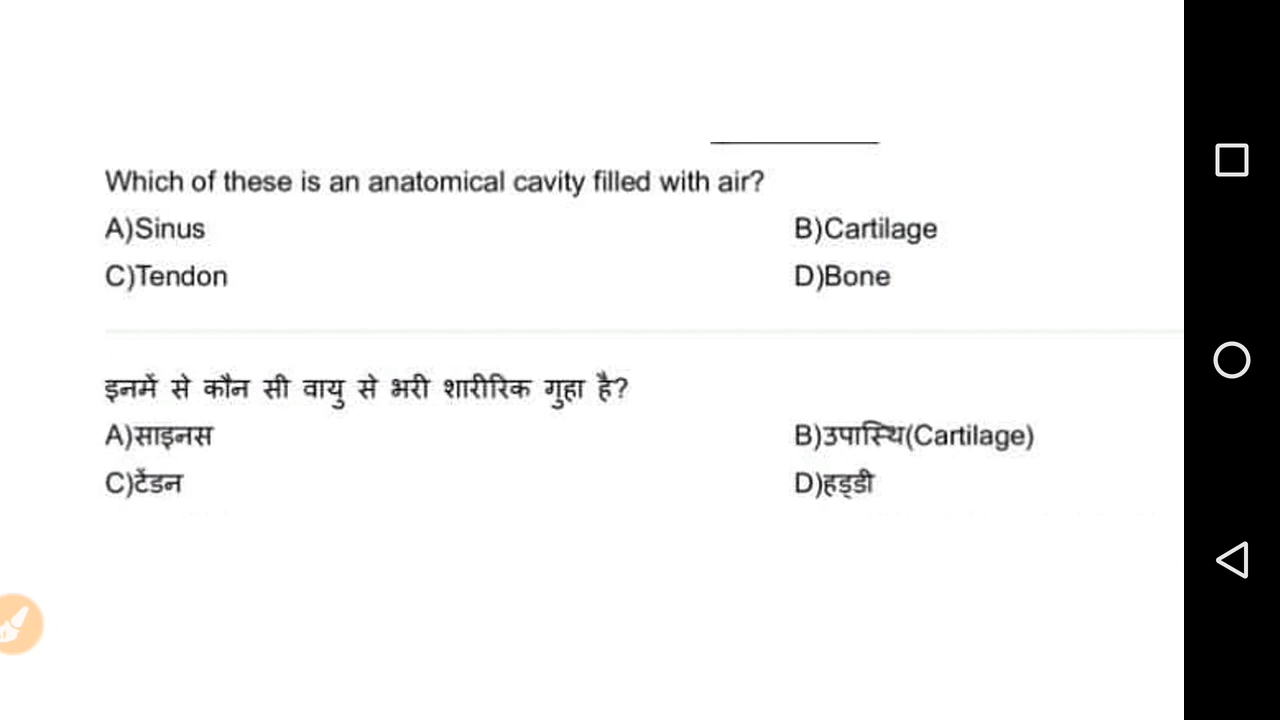 Which of these is an anatomical cavity filled with air?
A)Sinus B)Cartilage
C)Tendon D)Bone
इनमें से कौन सी वायु से भरी शारीरिक गुहा है?
A)साइनस B)उपास्थि(Cartilage)
C)टेंडन D)हड्डी